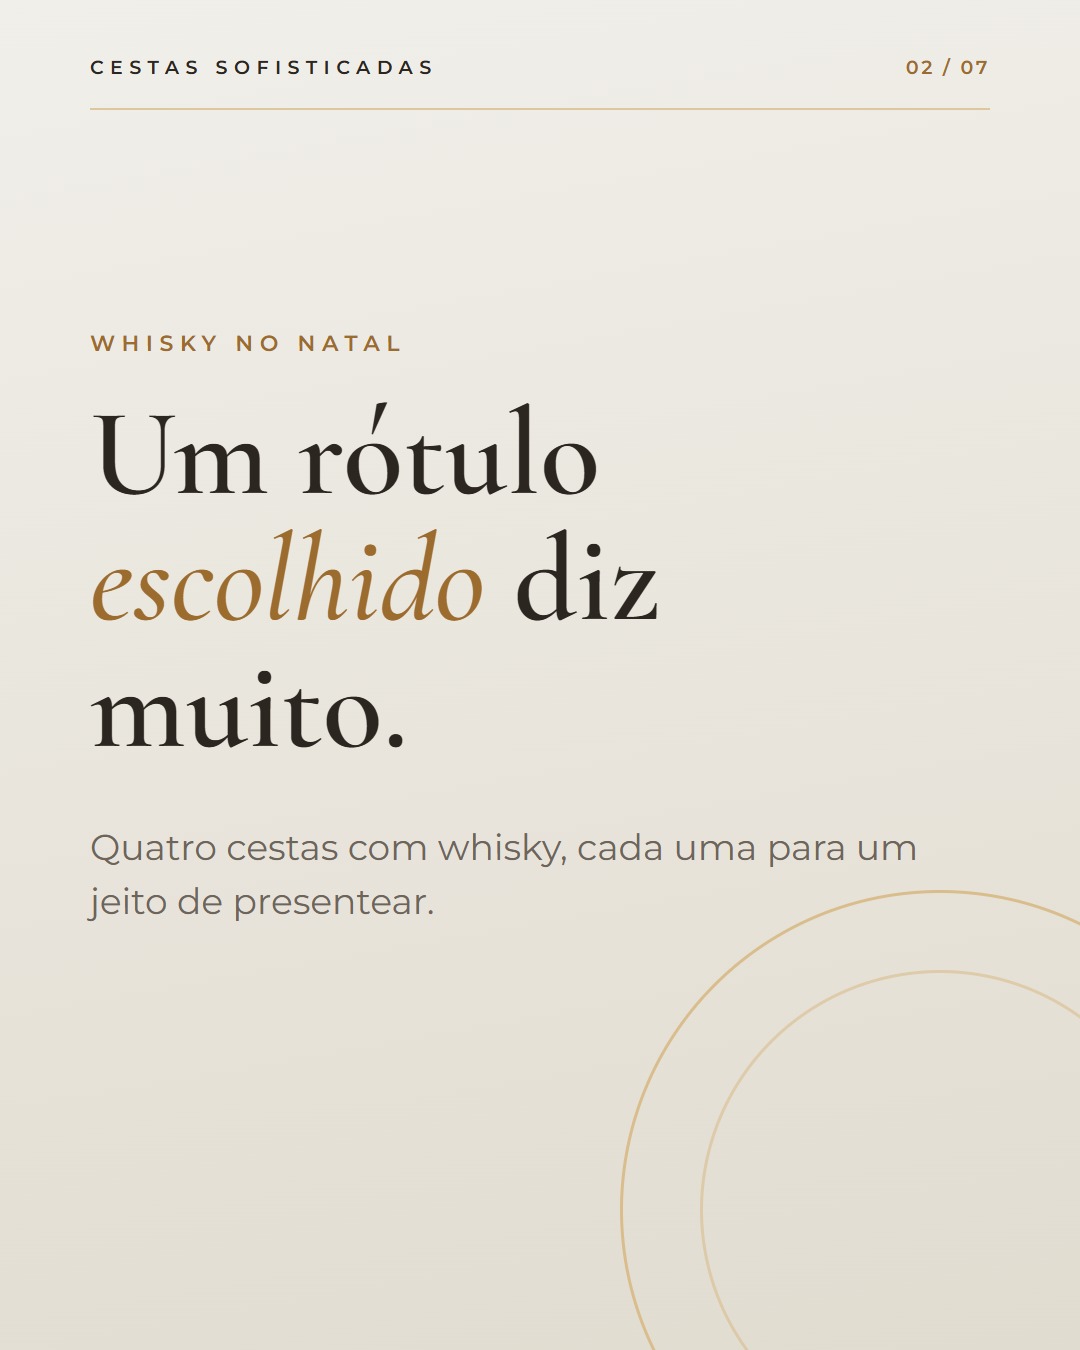 CESTAS SOFISTICADAS
02 / 07
WHISKY NO NATAL
Um rótulo
escolhido diz
muito.
Quatro cestas com whisky, cada uma para um
jeito de presentear.